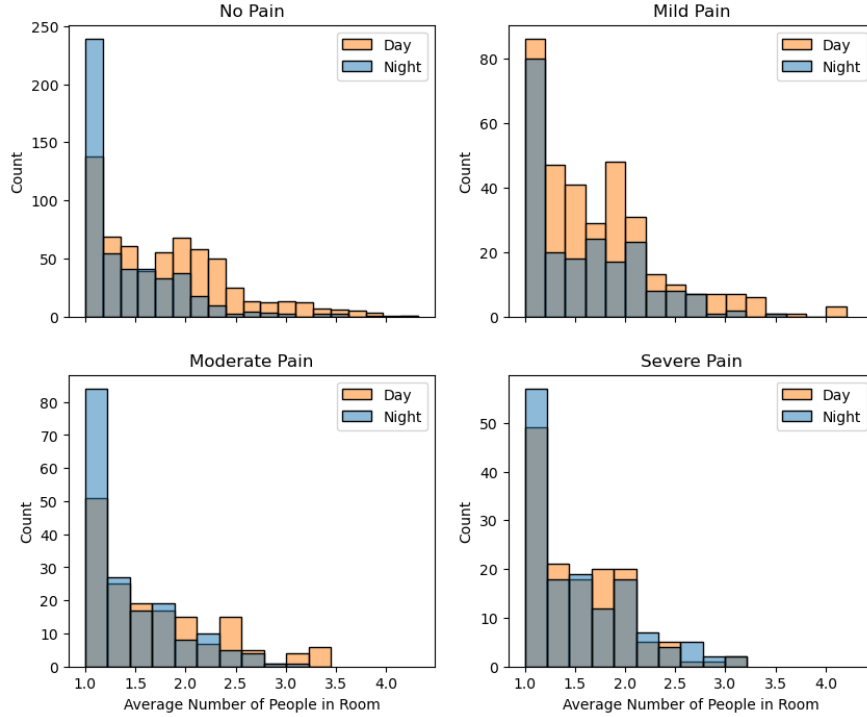 No Pain
Mild Pain
Day
Night
Day
Night
Count
Count
250
200
150
100
50
0
80
60
40
20
0
Moderate Pain
Severe Pain
Day
Night
Day
Night
Count
Count
80
70
60
50
40
30
20
10
0
50
40
30
20
10
0
1.0 1.5 2.0 2.5 3.0 3.5 4.0
1.0 1.5 2.0 2.5 3.0 3.5 4.0
Average Number of People in Room
Average Number of People in Room